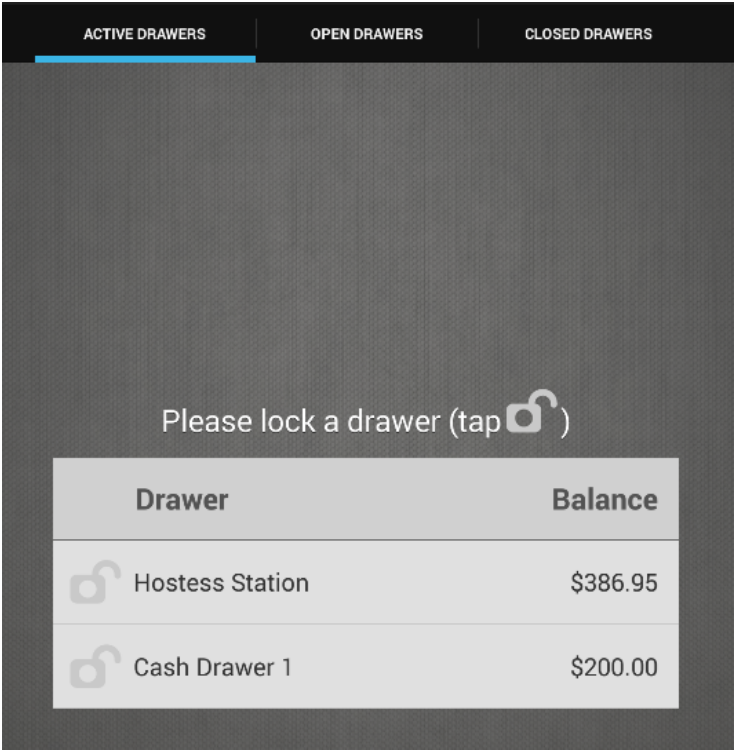 ACTIVE DRAWERS OPEN DRAWERS CLOSED DRAWERS
Please lock a drawer (tap )
Drawer Balance
Hostess Station $386.95
Cash Drawer 1 $200.00